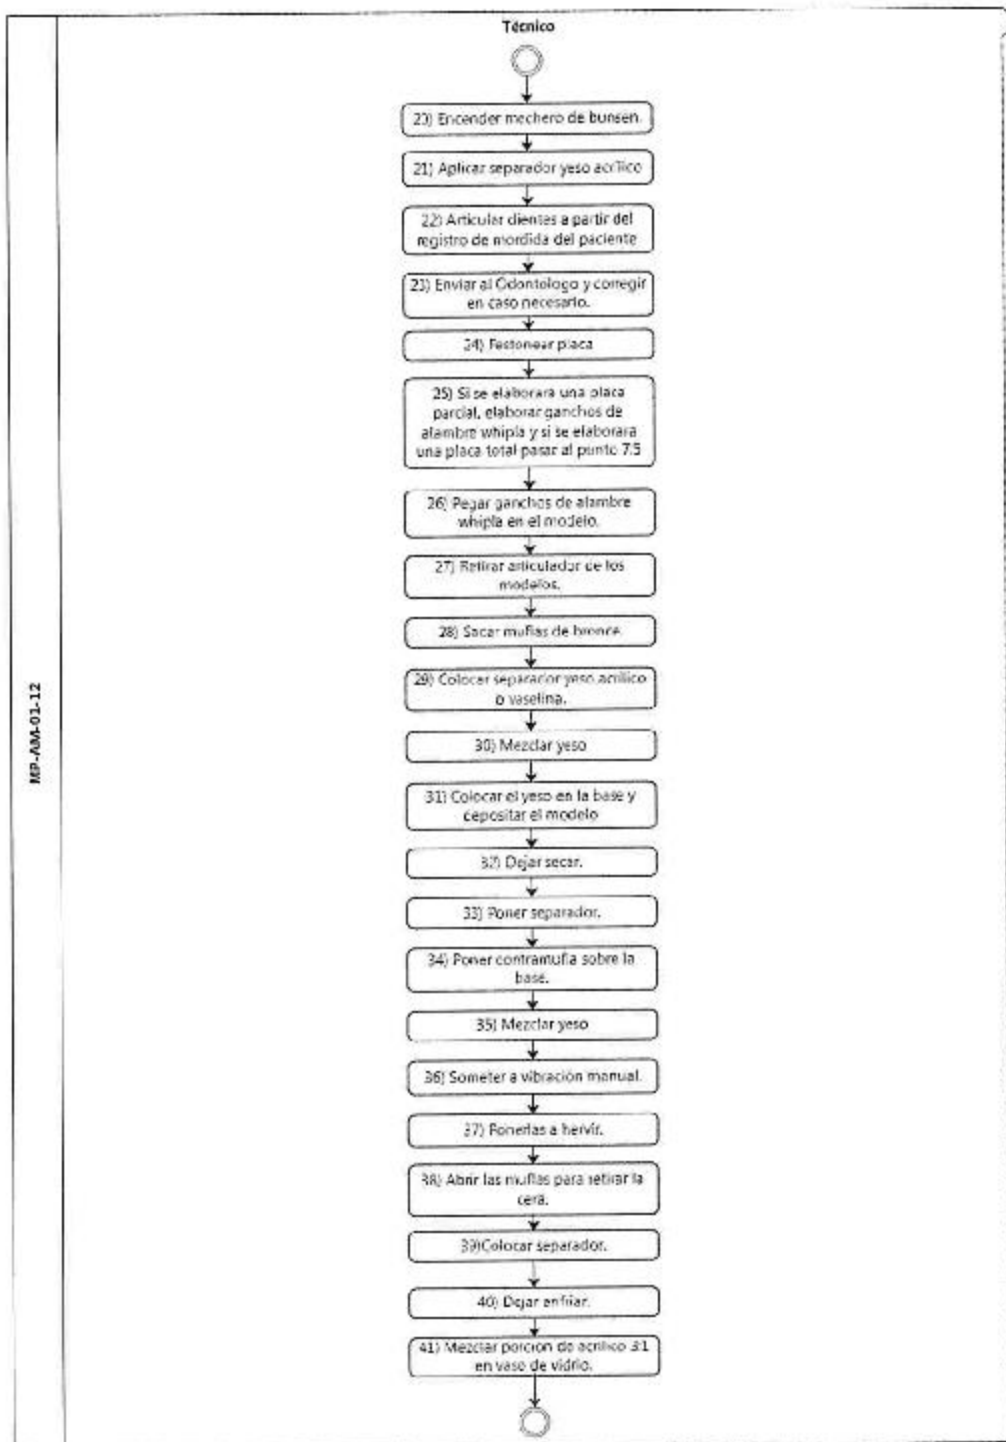 Técnico
20) Encender mechero de bunsen.
21) Aplicar separador yeso acrílico
22) Articular dientes a partir del
registro de mordida del paciente
23) Enviar al Odontologo y corregir
en caso necesario.
24) Festonear placa
25) Si se elaborara una placa
parcial, elaborar ganchos de
alambre whipla y si se elaborara
una placa total pasar al punto 7.5
26) Pegar ganchos de alambre
whipla en el modelo.
27) Retirar articulador de los
modelos.
28) Sacar muflas de bronce.
29) Colocar separador yeso acrílico
o vaselina.
30) Mezclar yeso
31) Colocar el yeso en la base y
depositar el modelo
32) Dejar secar.
33) Poner separador.
34) Poner contramufla sobre la
base.
35) Mezclar yeso
36) Someter a vibración manual.
37) Ponerlas a hervir.
38) Abrir las muflas para retirar la
cera.
39)Colocar separador.
40) Dejar enfriar.
41) Mezclar porción de acrílico 3:1
en vaso de vidrio.
MP-AM-01-12